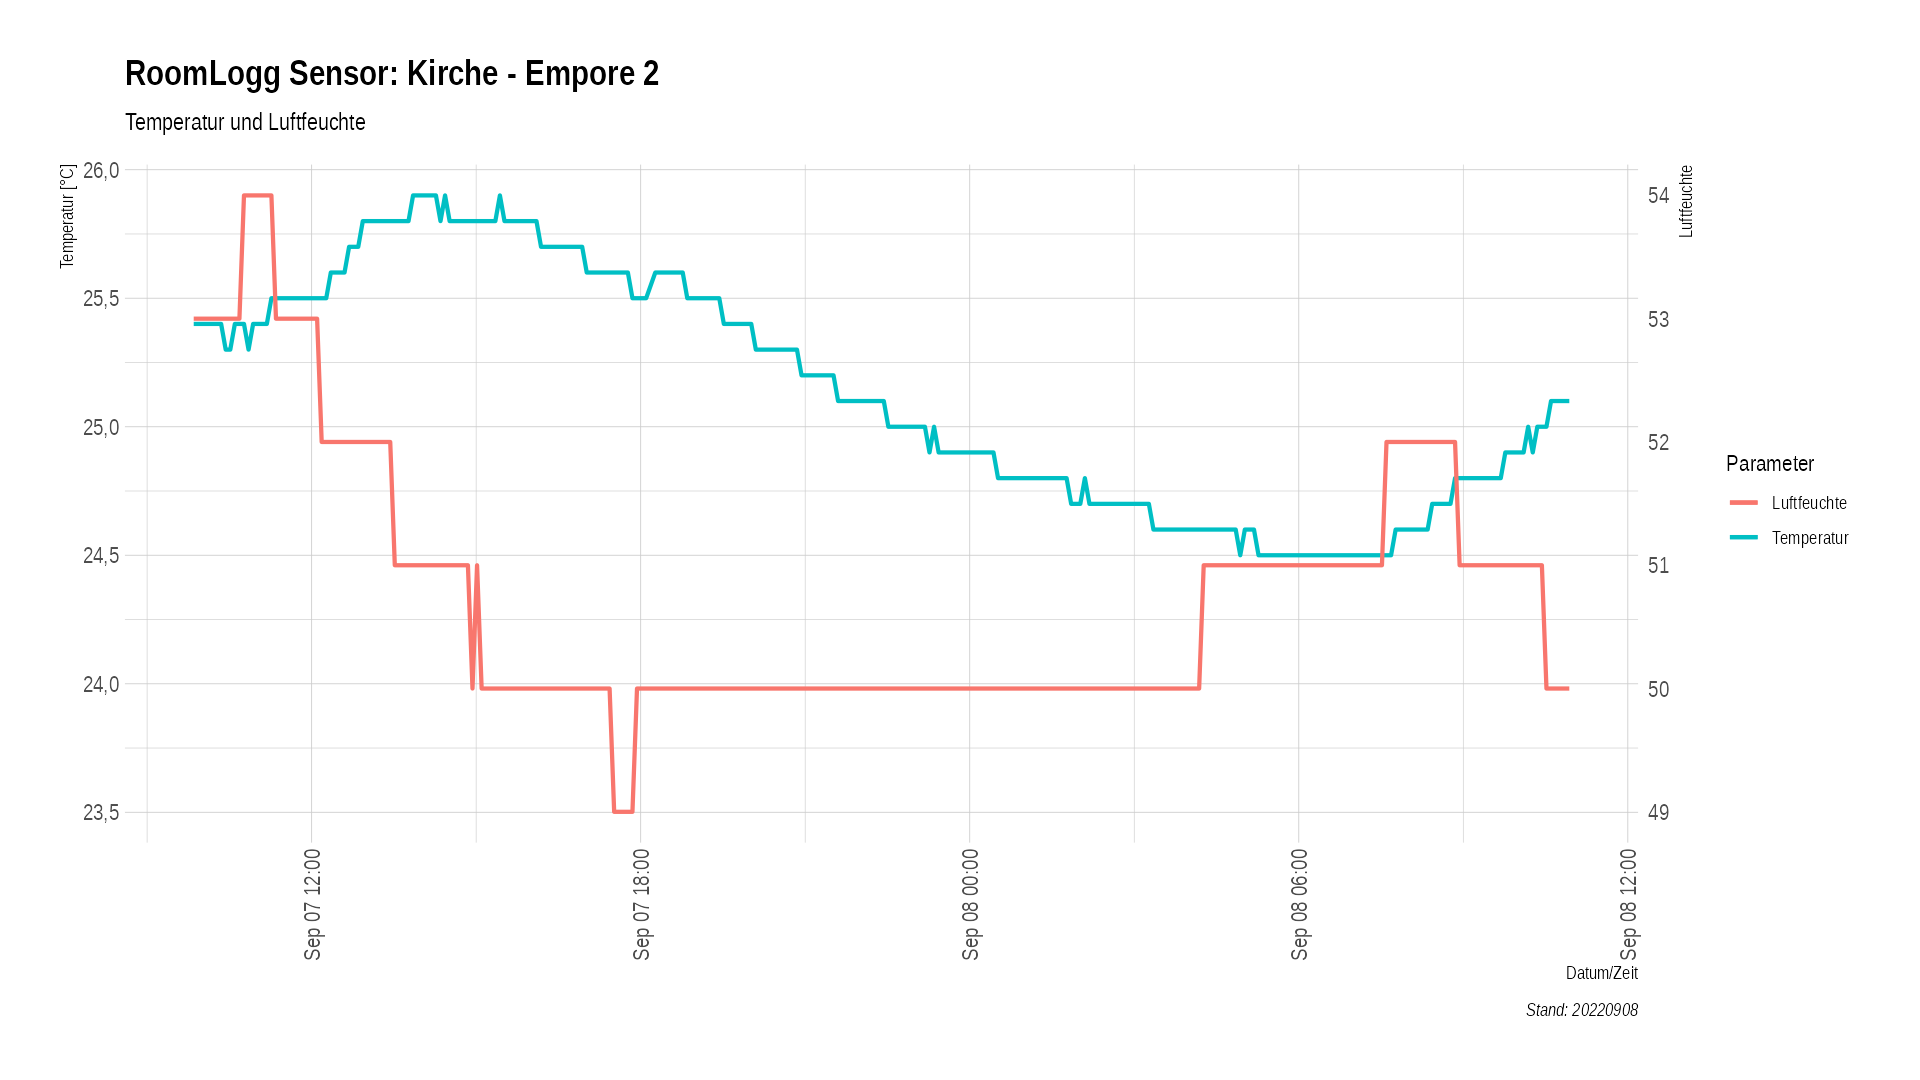 RoomLogg Sensor: Kirche - Empore 2
Temperatur und Luftfeuchte
Temperatur [°C]
26,0
25,5
25,0
24,5
24,0
23,5
Luftfeuchte
54
53
52
51
50
49
Sep 07 12:00
Sep 07 18:00
Sep 08 00:00
Sep 08 06:00
Sep 08 12:00
Datum/Zeit
Parameter
Luftfeuchte
Temperatur
Stand: 20220908